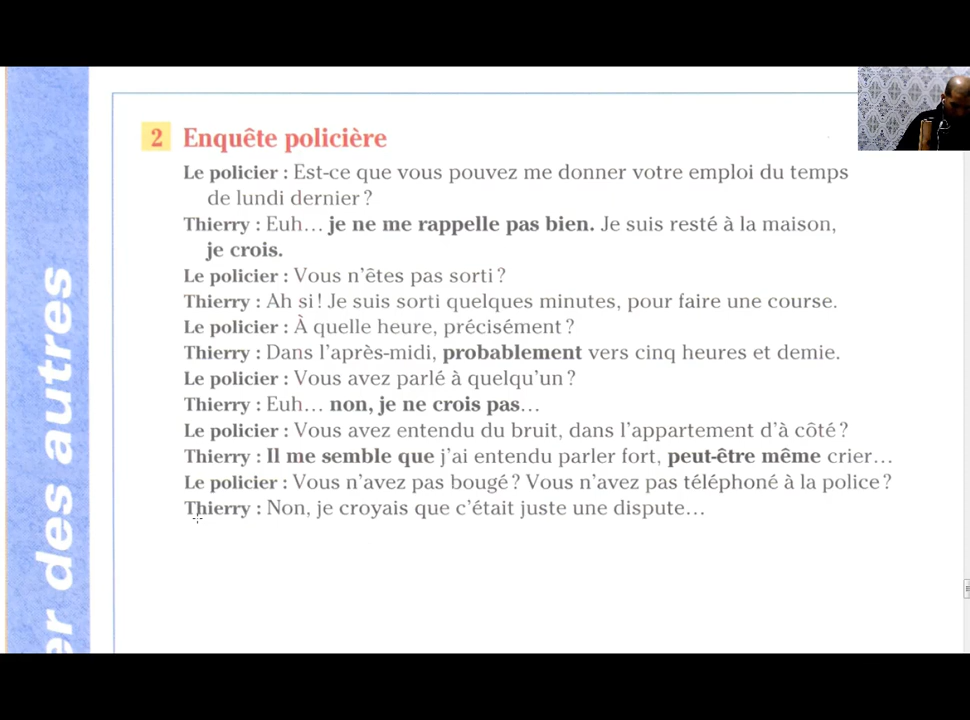 2 Enquête policière
Le policier : Est-ce que vous pouvez me donner votre emploi du temps
de lundi dernier ?
Thierry : Euh… je ne me rappelle pas bien. Je suis resté à la maison,
je crois.
Le policier : Vous n'êtes pas sorti ?
Thierry : Ah si ! Je suis sorti quelques minutes, pour faire une course.
Le policier : À quelle heure, précisément ?
Thierry : Dans l'après-midi, probablement vers cinq heures et demie.
Le policier : Vous avez parlé à quelqu'un ?
Thierry : Euh… non, je ne crois pas…
Le policier : Vous avez entendu du bruit, dans l'appartement d'à côté ?
Thierry : Il me semble que j'ai entendu parler fort, peut-être même crier…
Le policier : Vous n'avez pas bougé ? Vous n'avez pas téléphoné à la police ?
Thierry : Non, je croyais que c'était juste une dispute…
er des autres